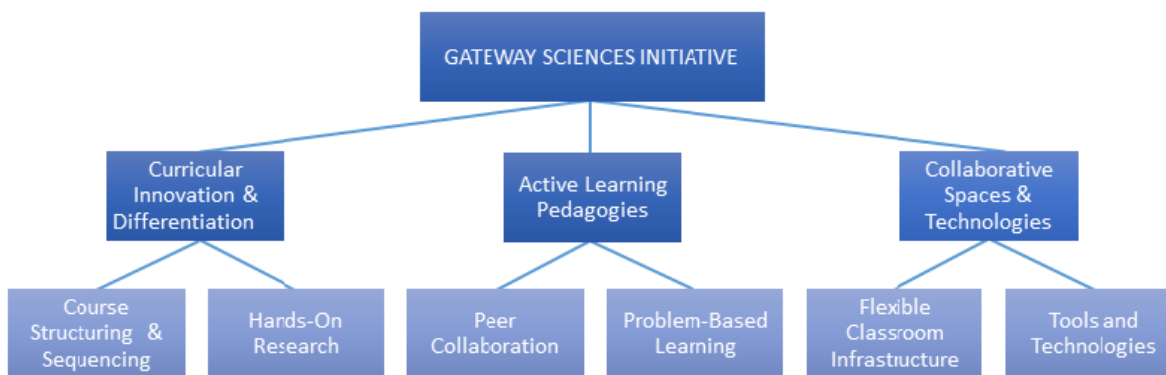 GATEWAY SCIENCES INITIATIVE
Curricular
Innovation &
Differentiation
Active Learning
Pedagogies
Collaborative
Spaces &
Technologies
Course
Structuring &
Sequencing
Hands-On
Research
Peer
Collaboration
Problem-Based
Learning
Flexible
Classroom
Infrastructure
Tools and
Technologies